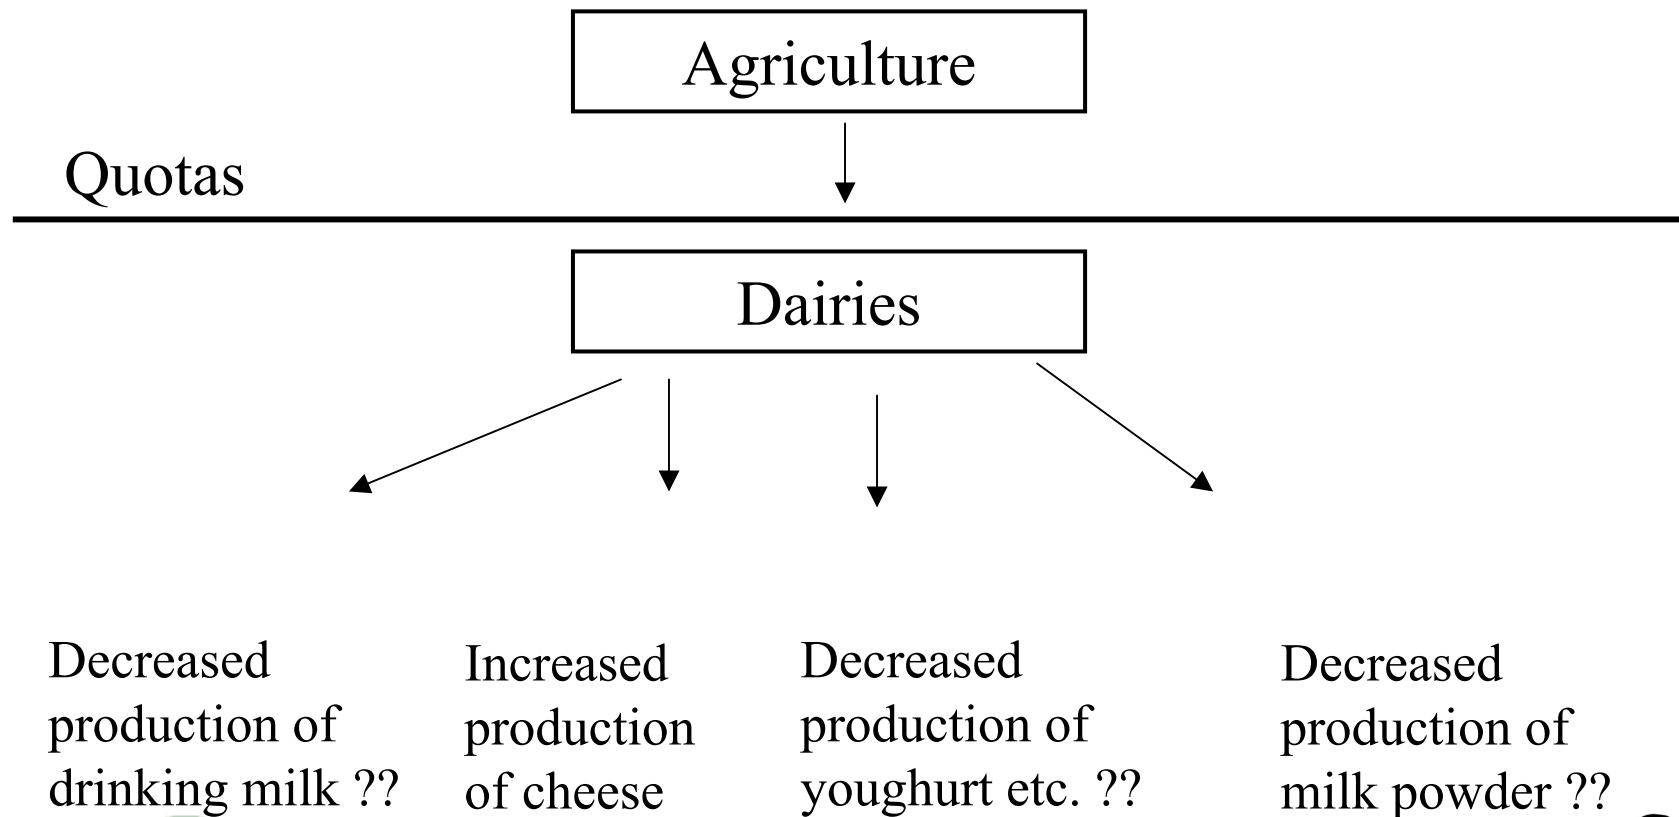 Agriculture
Quotas
Dairies
Decreased
production of
drinking milk ??
Increased
production
of cheese
Decreased
production of
youghurt etc. ??
Decreased
production of
milk powder ??